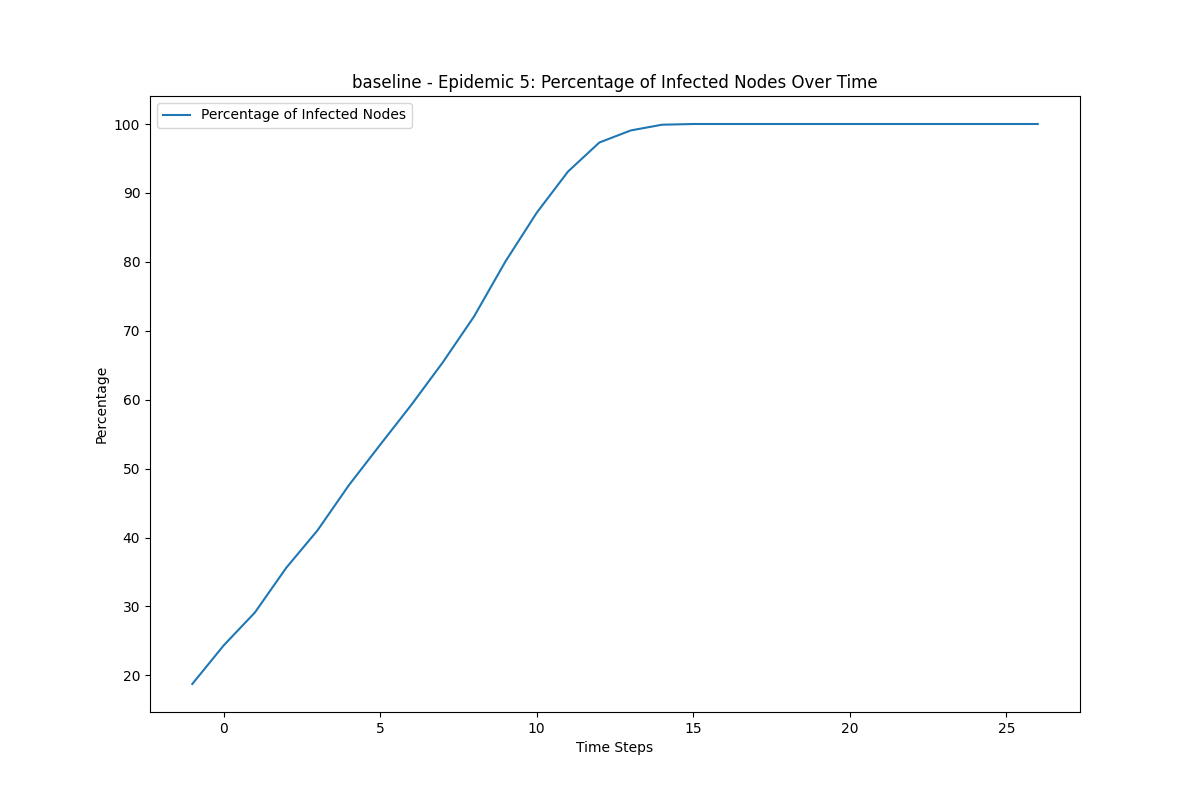 baseline - Epidemic 5: Percentage of Infected Nodes Over Time
Percentage of Infected Nodes
100
90
80
70
60
50
40
30
20
Percentage
0 5 10 15 20 25
Time Steps